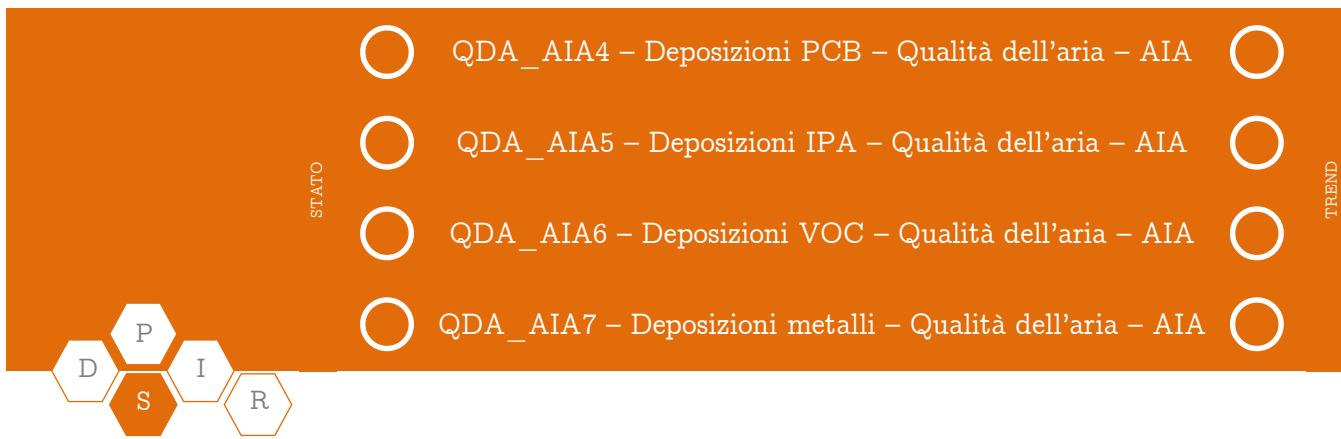 QDA_AIA4 – Deposizioni PCB – Qualità dell’aria – AIA
QDA_AIA5 – Deposizioni IPA – Qualità dell’aria – AIA
STATO
TREND
QDA_AIA6 – Deposizioni VOC – Qualità dell’aria – AIA
QDA_AIA7 – Deposizioni metalli – Qualità dell’aria – AIA
P
D
I
S
R